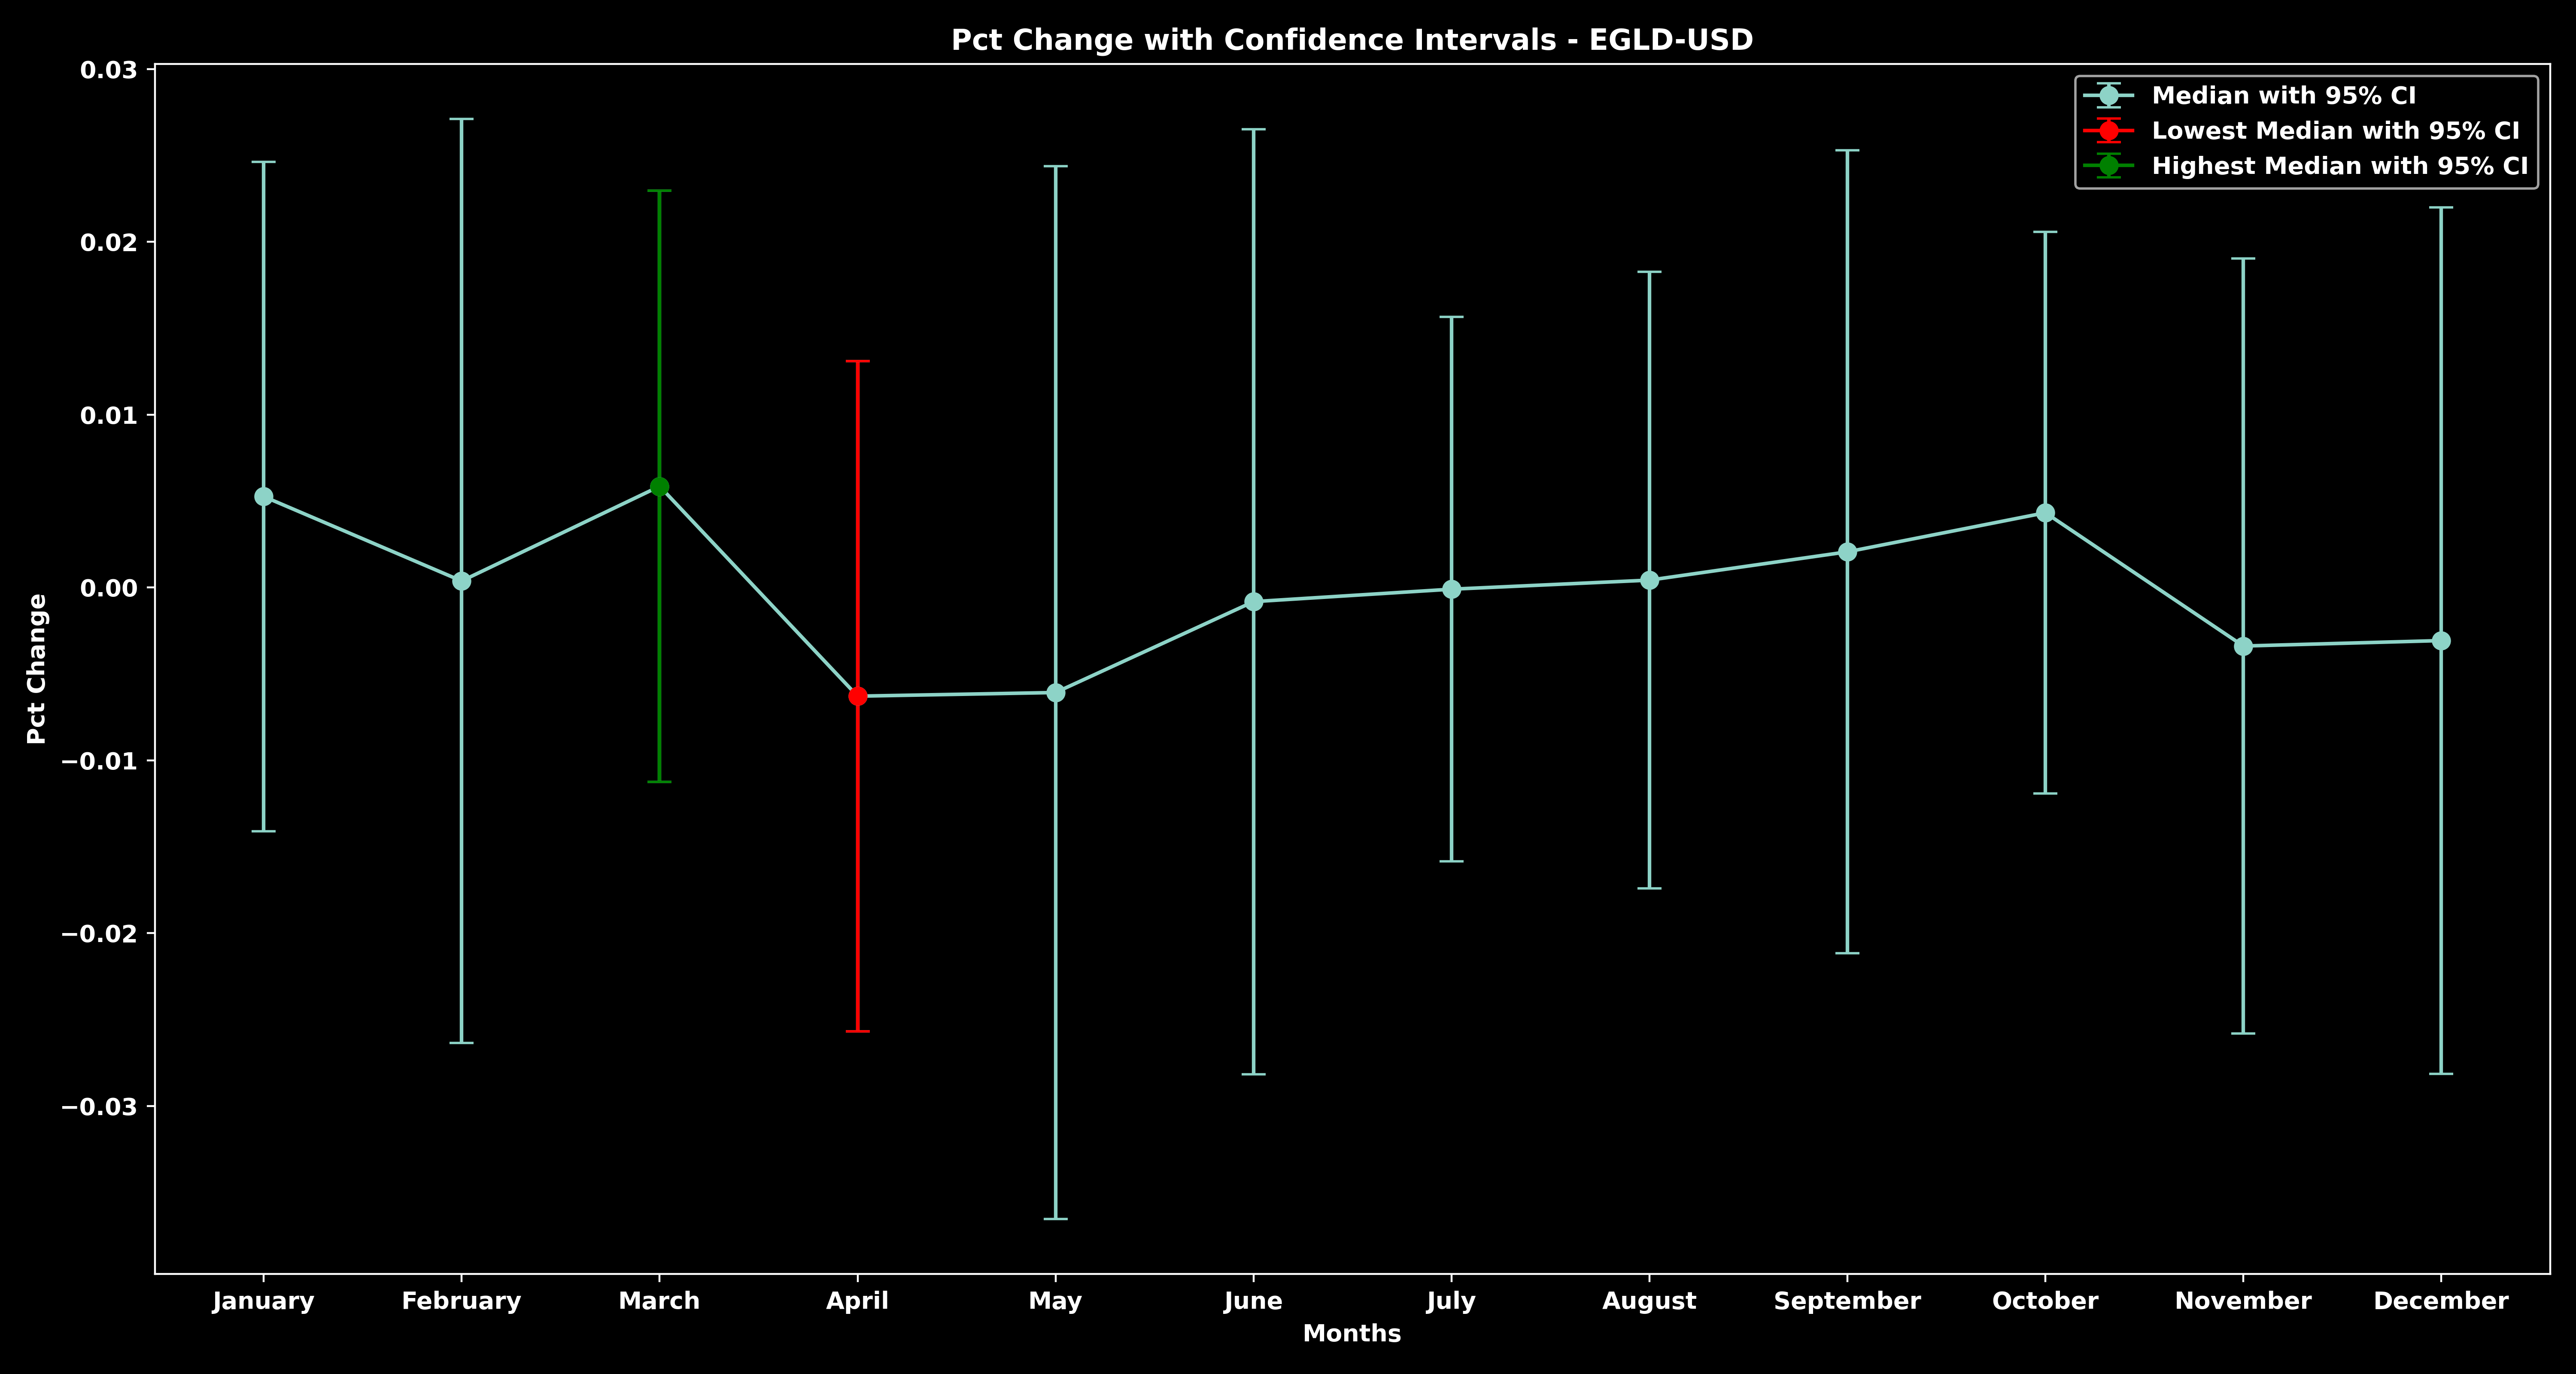 Pct Change with Confidence Intervals - EGLD-USD
Median with 95% CI
Lowest Median with 95% CI
Highest Median with 95% CI
Pct Change
0.03
0.02
0.01
0.00
−0.01
−0.02
−0.03
January February March April May June July August September October November December
Months